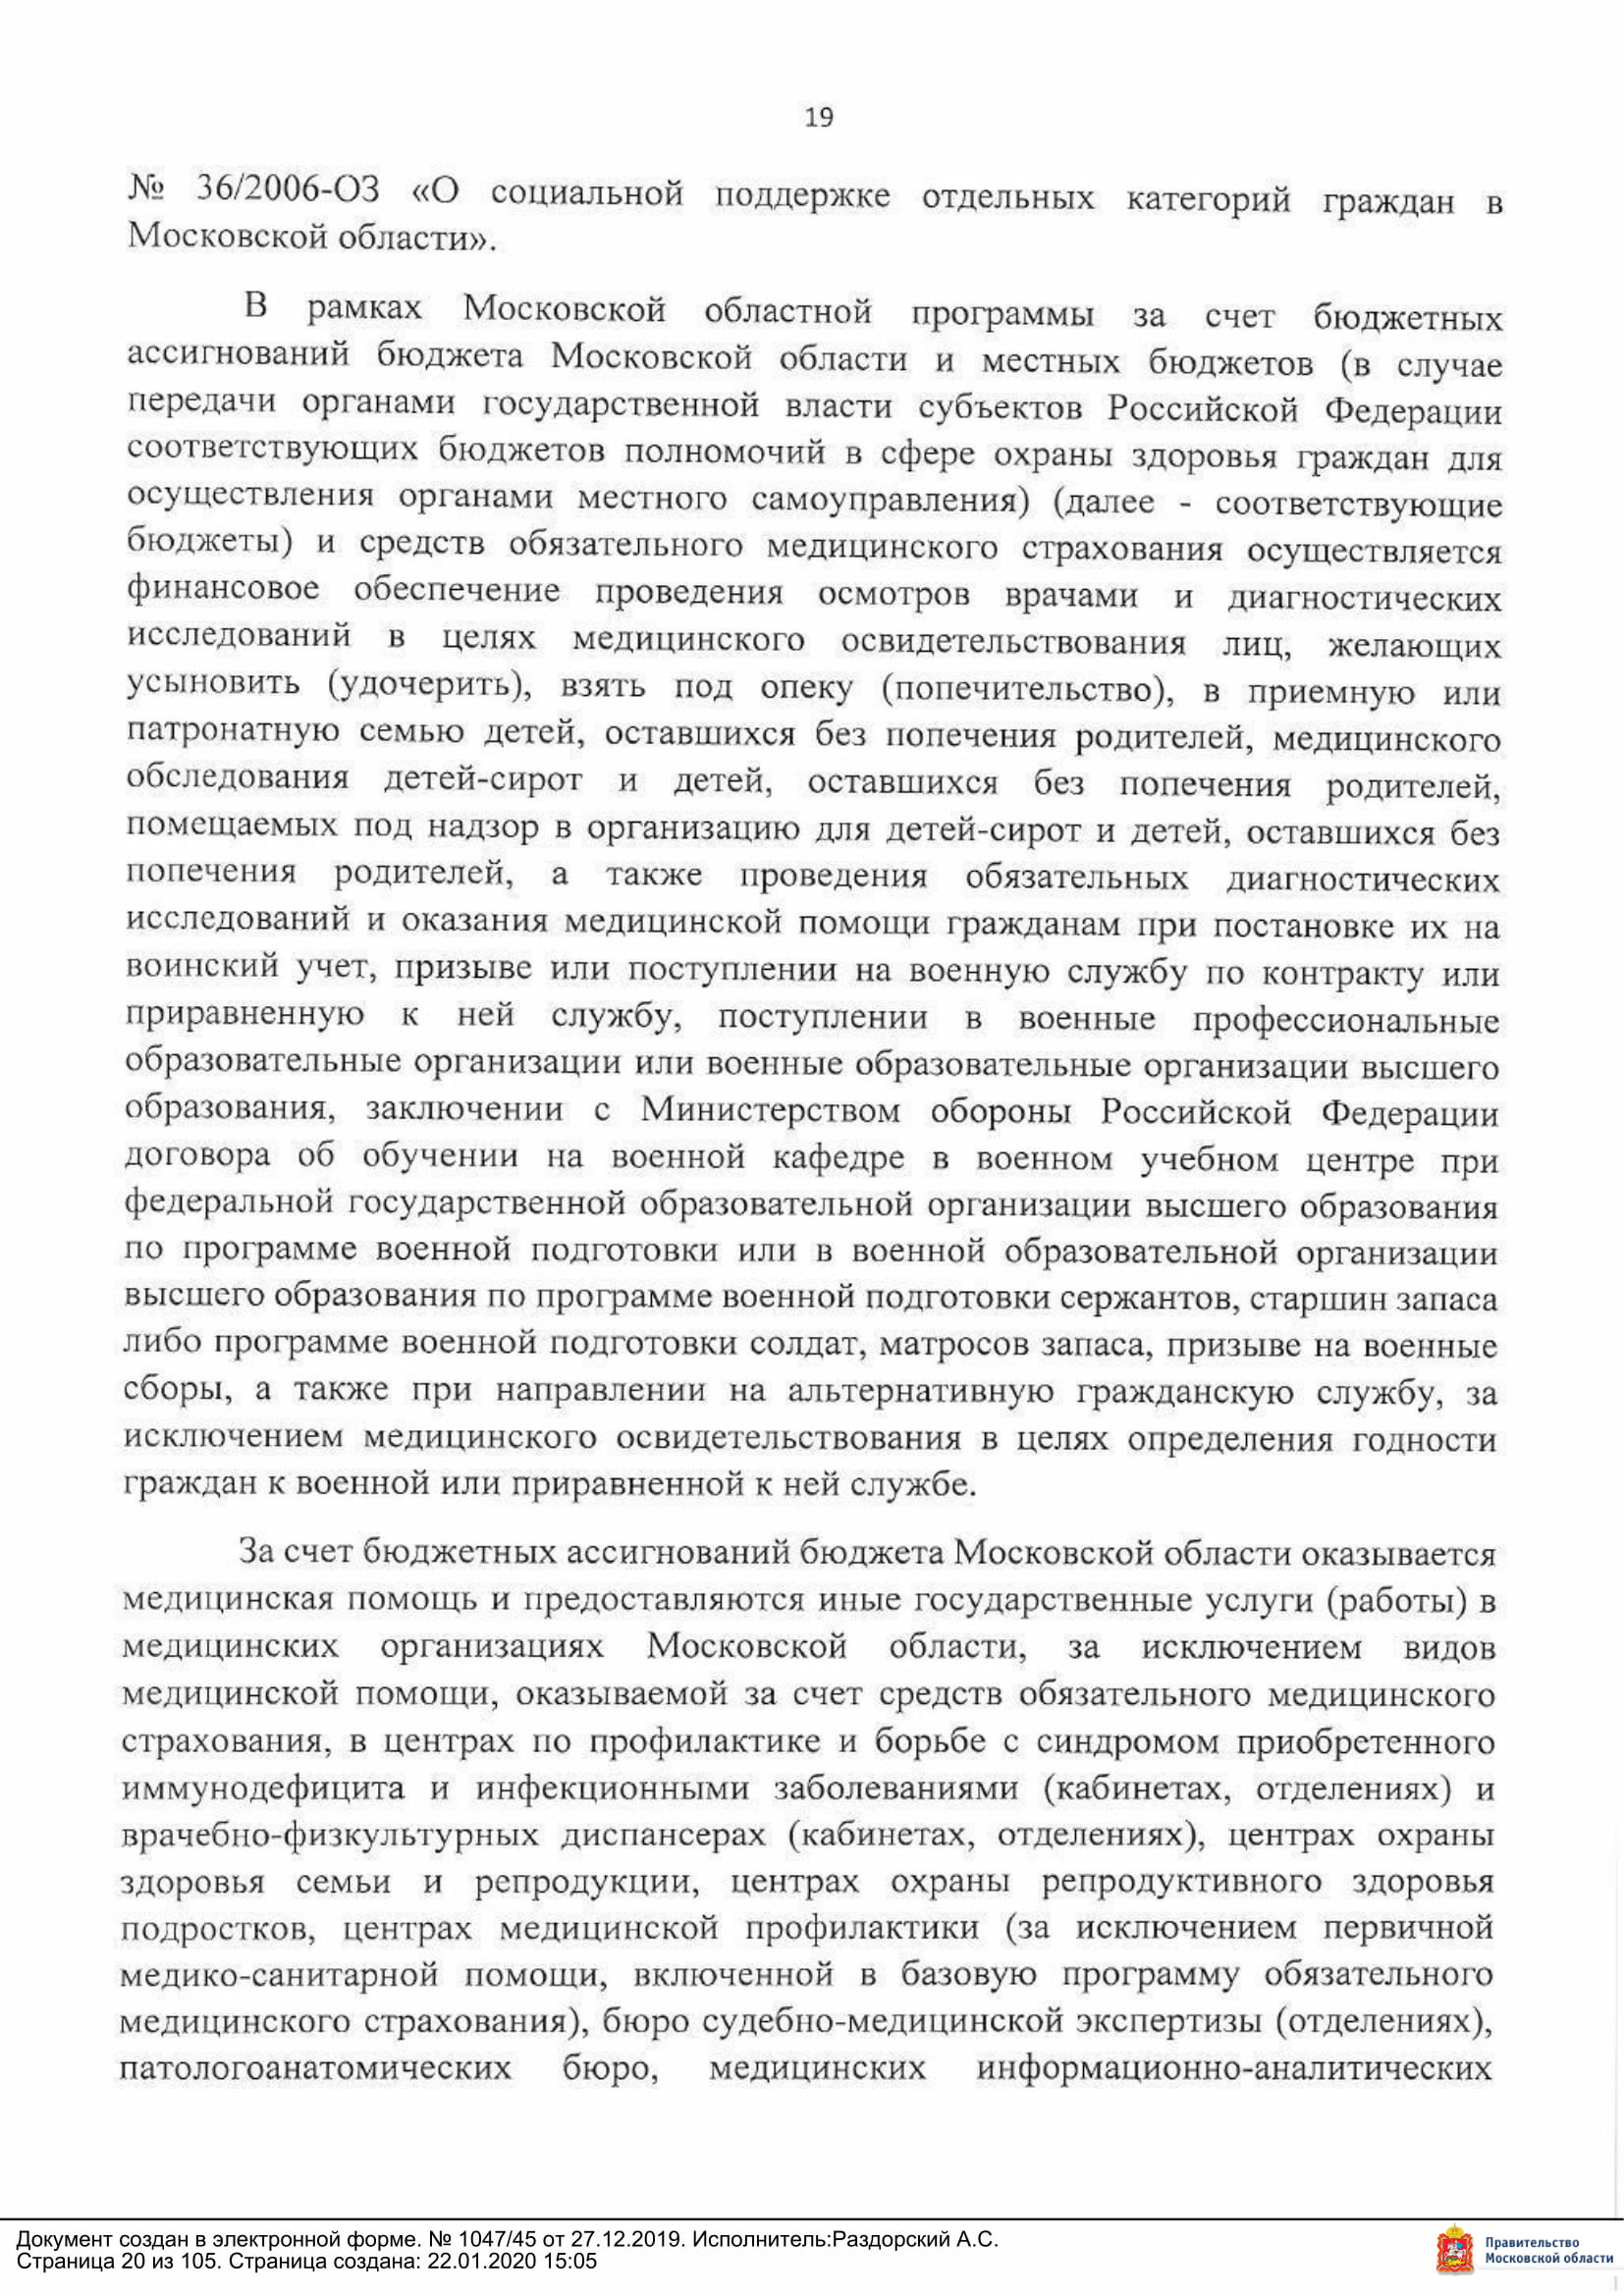 19
№ 36/2006-ОЗ «О социальной поддержке отдельных категорий граждан в
Московской области».
В рамках Московской областной программы за счет бюджетных
ассигнований бюджета Московской области и местных бюджетов (в случае
передачи органами государственной власти субъектов Российской Федерации
соответствующих бюджетов полномочий в сфере охраны здоровья граждан для
осуществления органами местного самоуправления) (далее - соответствующие
бюджеты) и средств обязательного медицинского страхования осуществляется
финансовое обеспечение проведения осмотров врачами и диагностических
исследований в целях медицинского освидетельствования лиц, желающих
усыновить (удочерить), взять под опеку (попечительство), в приемную или
патронатную семью детей, оставшихся без попечения родителей, медицинского
обследования детей-сирот и детей, оставшихся без попечения родителей,
помещаемых под надзор в организацию для детей-сирот и детей, оставшихся без
попечения родителей, а также проведения обязательных диагностических
исследований и оказания медицинской помощи гражданам при постановке их на
воинский учет, призыве или поступлении на военную службу по контракту или
приравненную к ней службу, поступлении в военные профессиональные
образовательные организации или военные образовательные организации высшего
образования, заключении с Министерством обороны Российской Федерации
договора об обучении на военной кафедре в военном учебном центре при
федеральной государственной образовательной организации высшего образования
по программе военной подготовки или в военной образовательной организации
высшего образования по программе военной подготовки сержантов, старшин запаса
либо программе военной подготовки солдат, матросов запаса, призыве на военные
сборы, а также при направлении на альтернативную гражданскую службу, за
исключением медицинского освидетельствования в целях определения годности
граждан к военной или приравненной к ней службе.
За счет бюджетных ассигнований бюджета Московской области оказывается
медицинская помощь и предоставляются иные государственные услуги (работы) в
медицинских организациях Московской области, за исключением видов
медицинской помощи, оказываемой за счет средств обязательного медицинского
страхования, в центрах по профилактике и борьбе с синдромом приобретенного
иммунодефицита и инфекционными заболеваниями (кабинетах, отделениях) и
врачебно-физкультурных диспансерах (кабинетах, отделениях), центрах охраны
здоровья семьи и репродукции, центрах охраны репродуктивного здоровья
подростков, центрах медицинской профилактики (за исключением первичной
медико-санитарной помощи, включенной в базовую программу обязательного
медицинского страхования), бюро судебно-медицинской экспертизы (отделениях),
патологоанатомических бюро, медицинских информационно-аналитических
Документ создан в электронной форме. № 1047/45 от 27.12.2019. Исполнитель:Раздорский А.С.
Страница 20 из 105. Страница создана: 22.01.2020 15:05
Правительство
Московской области